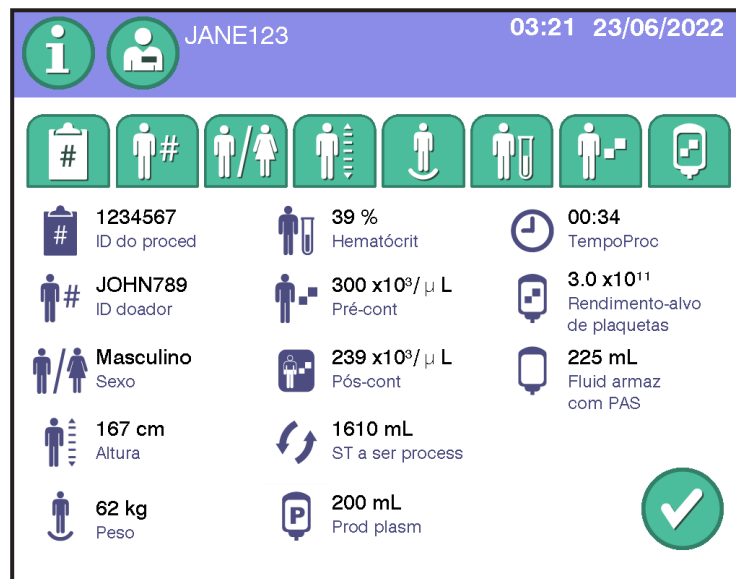 JANE123
03:21 23/06/2022
#
#
/
1234567
ID do proced
JOHN789
ID doador
Masculino
Sexo
167 cm
Altura
62 kg
Peso
39 %
Hematócrit
300 x10³/μ L
Pré-cont
239 x10³/μ L
Pós-cont
1610 mL
ST a ser process
P
200 mL
Prod plasm
00:34
TempoProc
3.0 x10¹¹
Rendimento-alvo
de plaquetas
225 mL
Fluid armaz
com PAS